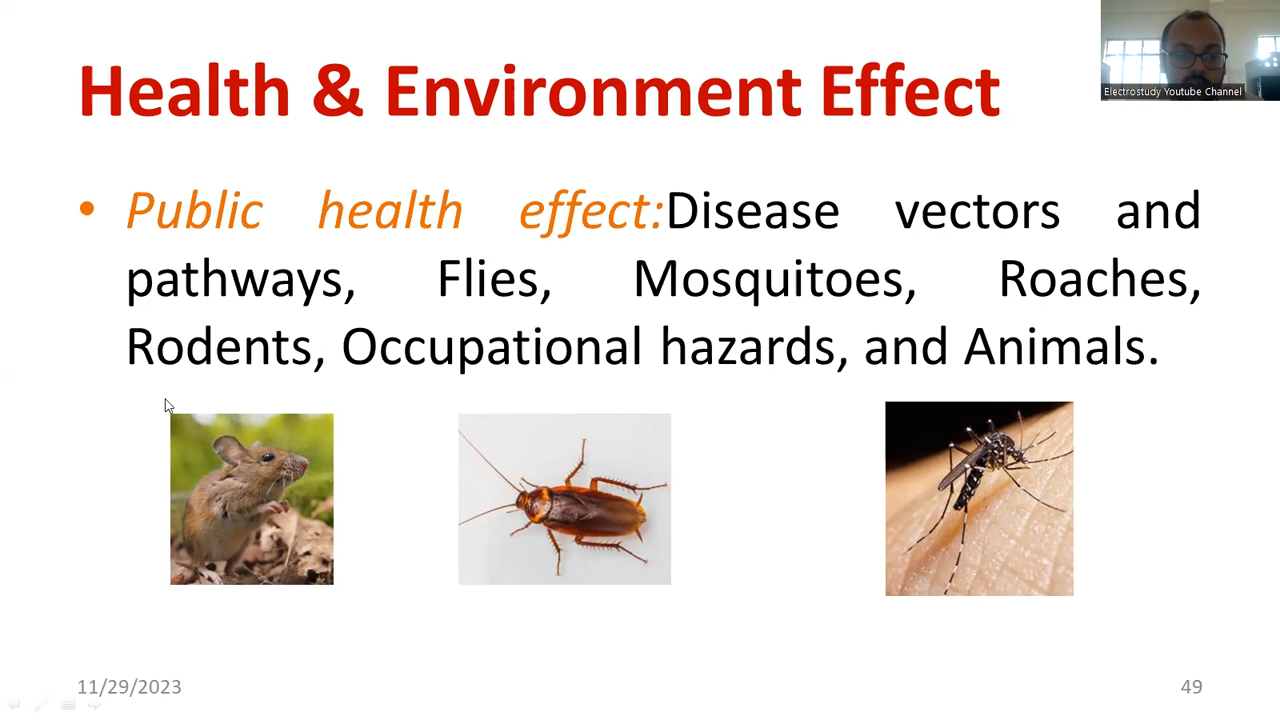 Health & Environment Effect
Electrostudy Youtube Channel
• Public health effect:Disease vectors and
pathways, Flies, Mosquitoes, Roaches,
Rodents, Occupational hazards, and Animals.
11/29/2023
49